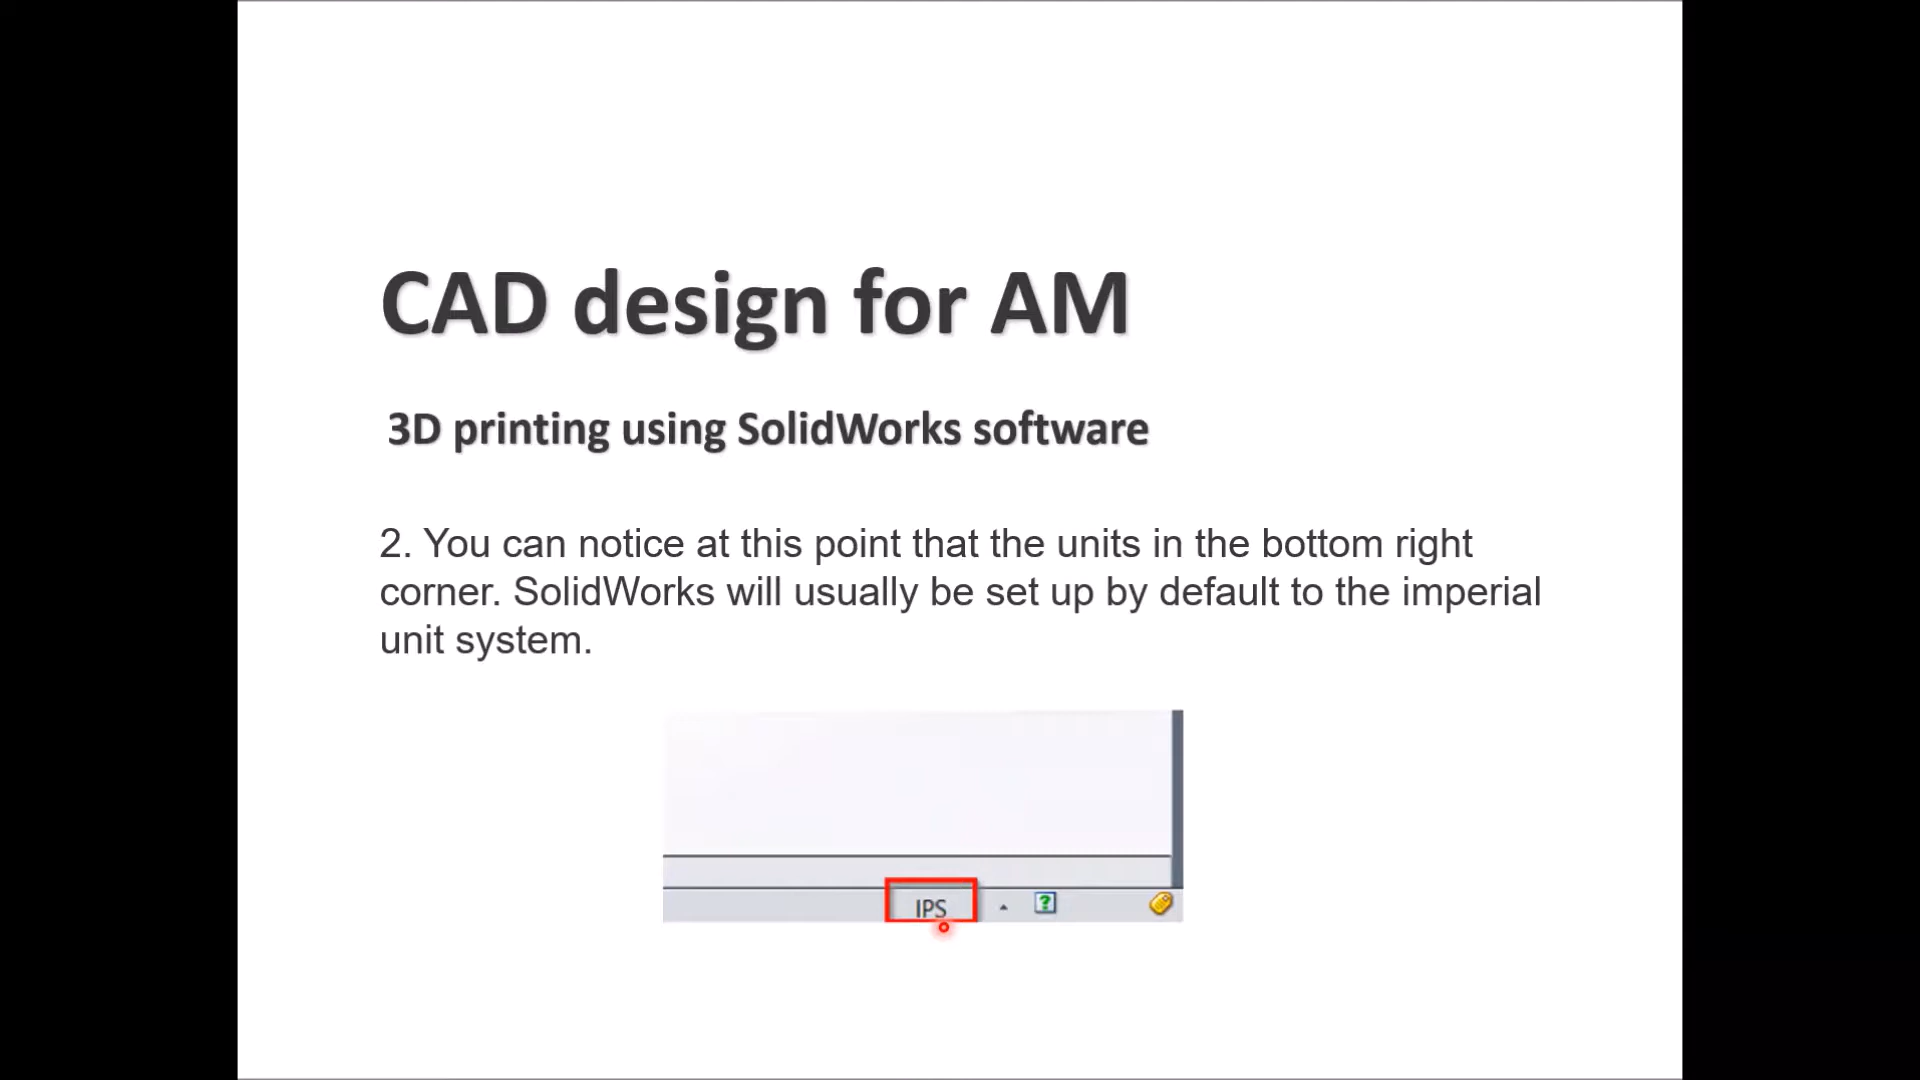 CAD design for AM
3D printing using SolidWorks software
2. You can notice at this point that the units in the bottom right
corner. SolidWorks will usually be set up by default to the imperial
unit system.
IPS
?